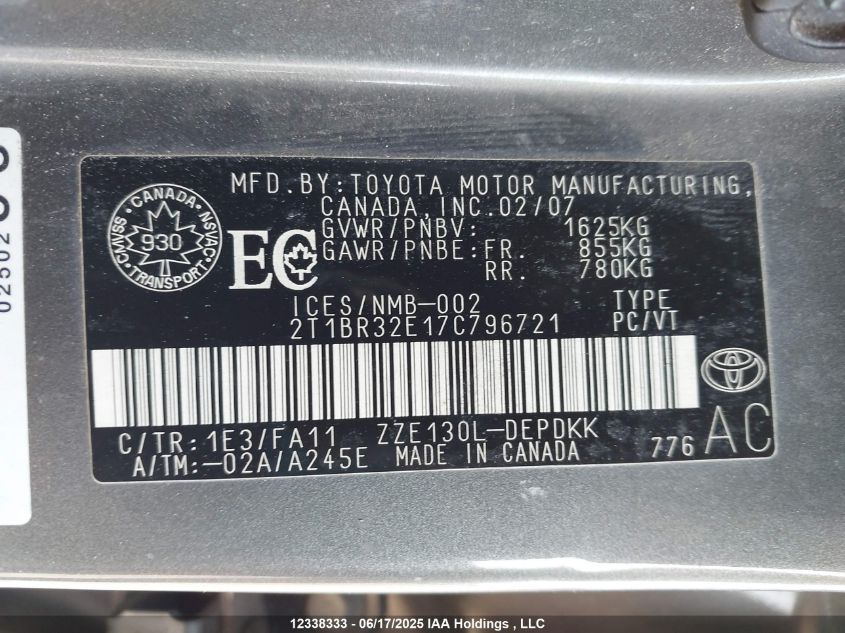 MFD.BY:TOYOTA MOTOR MANUFACTURING,
CANADA,INC.02/07
GVWR/PNBV: 1625KG
GAWR/PNBE:FR. 855KG
RR. 780KG
CANADA
CMVSS NSVAC
930
TRANSPORT
EC
ICES/NMB-002 TYPE
2T1BR32E17C796721 PC/VT
C/TR:1E3/FA11 ZZE130L-DEPDKK
A/TM:-02A/A245E MADE IN CANADA 776 AC
12338333 - 06/17/2025 IAA Holdings , LLC